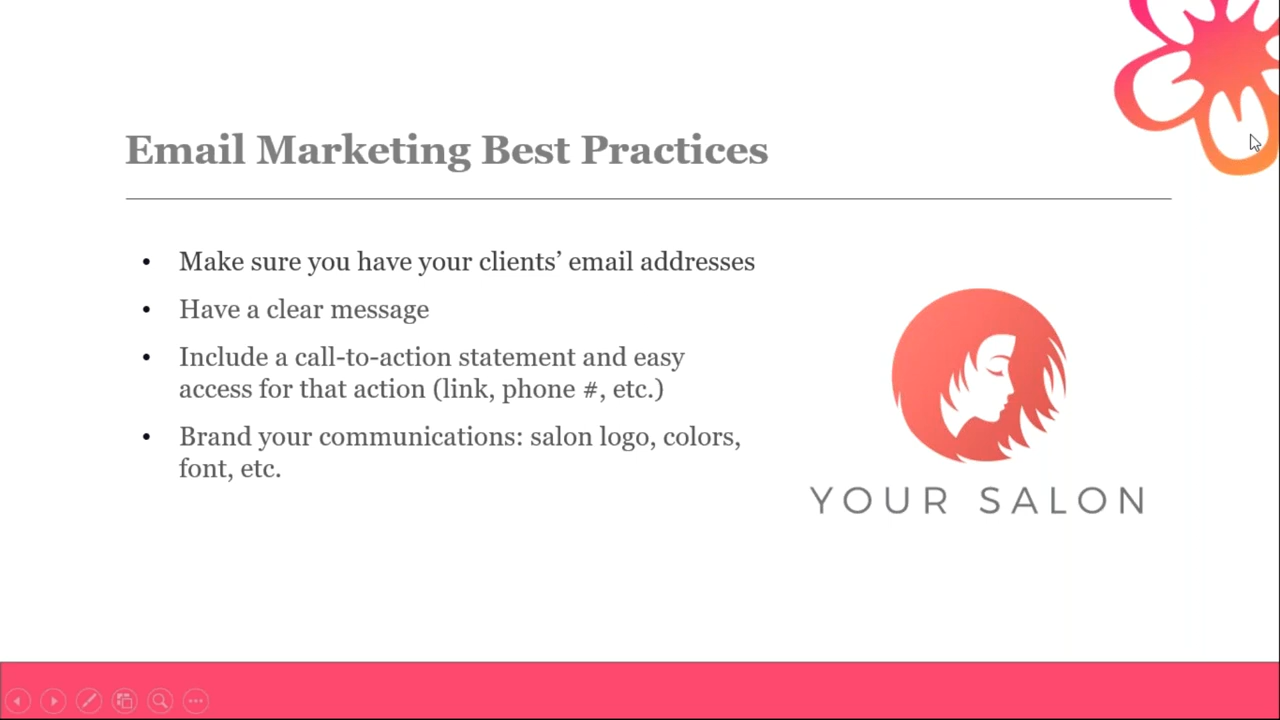 Email Marketing Best Practices
• Make sure you have your clients’ email addresses
• Have a clear message
• Include a call-to-action statement and easy
access for that action (link, phone #, etc.)
• Brand your communications: salon logo, colors,
font, etc.
YOUR SALON